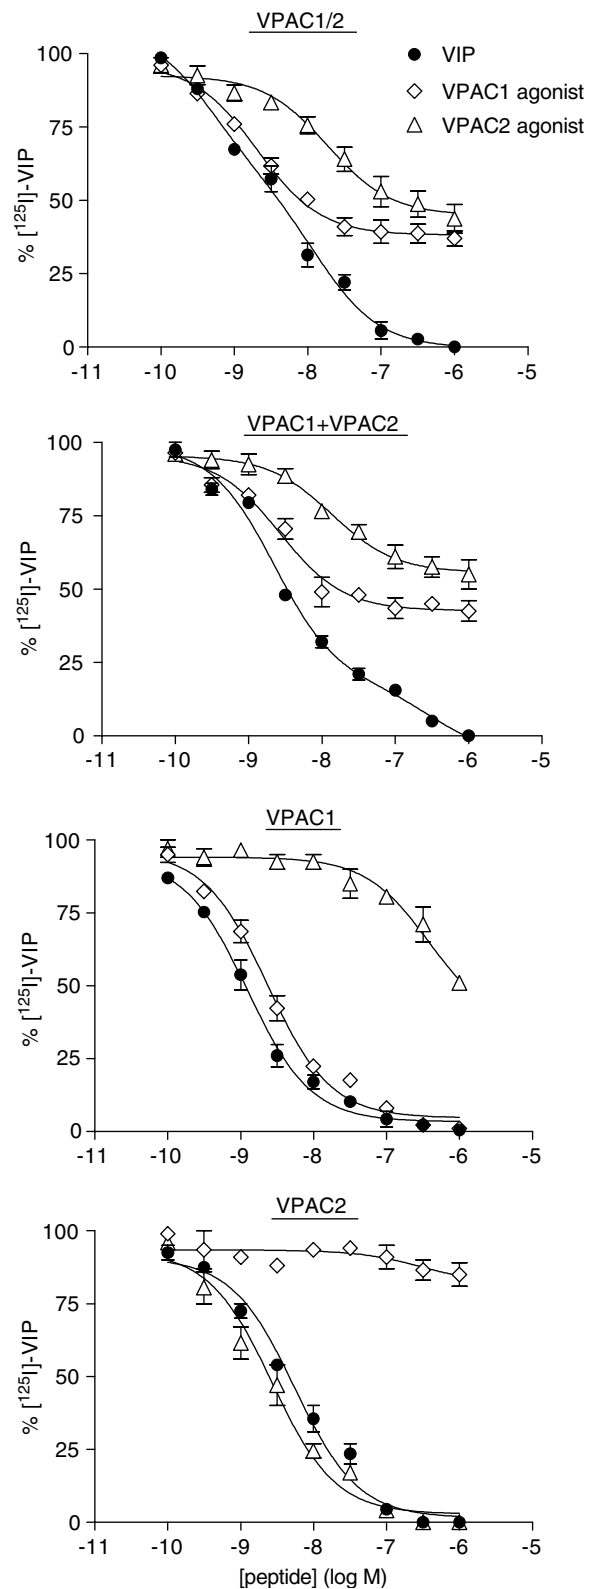 VPAC1/2
VIP
VPAC1 agonist
VPAC2 agonist
% [¹²⁵I]-VIP
100
75
50
25
0
-11 -10 -9 -8 -7 -6 -5
VPAC1+VPAC2
% [¹²⁵I]-VIP
100
75
50
25
0
-11 -10 -9 -8 -7 -6 -5
VPAC1
% [¹²⁵I]-VIP
100
75
50
25
0
-11 -10 -9 -8 -7 -6 -5
VPAC2
% [¹²⁵I]-VIP
100
75
50
25
0
-11 -10 -9 -8 -7 -6 -5
[peptide] (log M)